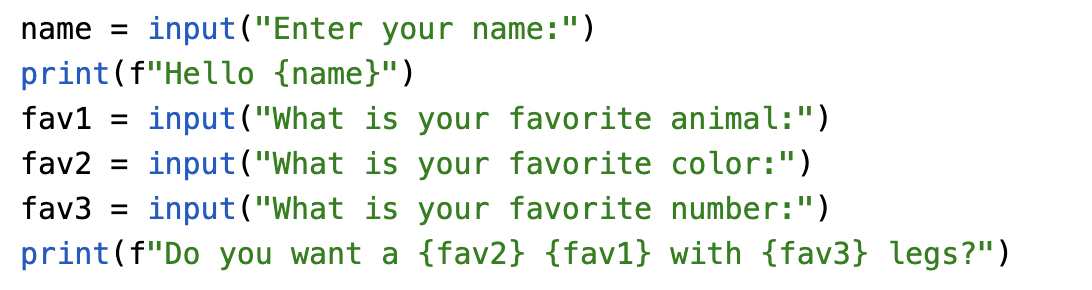 name = input("Enter your name:")
print(f"Hello {name}")
fav1 = input("What is your favorite animal:")
fav2 = input("What is your favorite color:")
fav3 = input("What is your favorite number:")
print(f"Do you want a {fav2} {fav1} with {fav3} legs?")